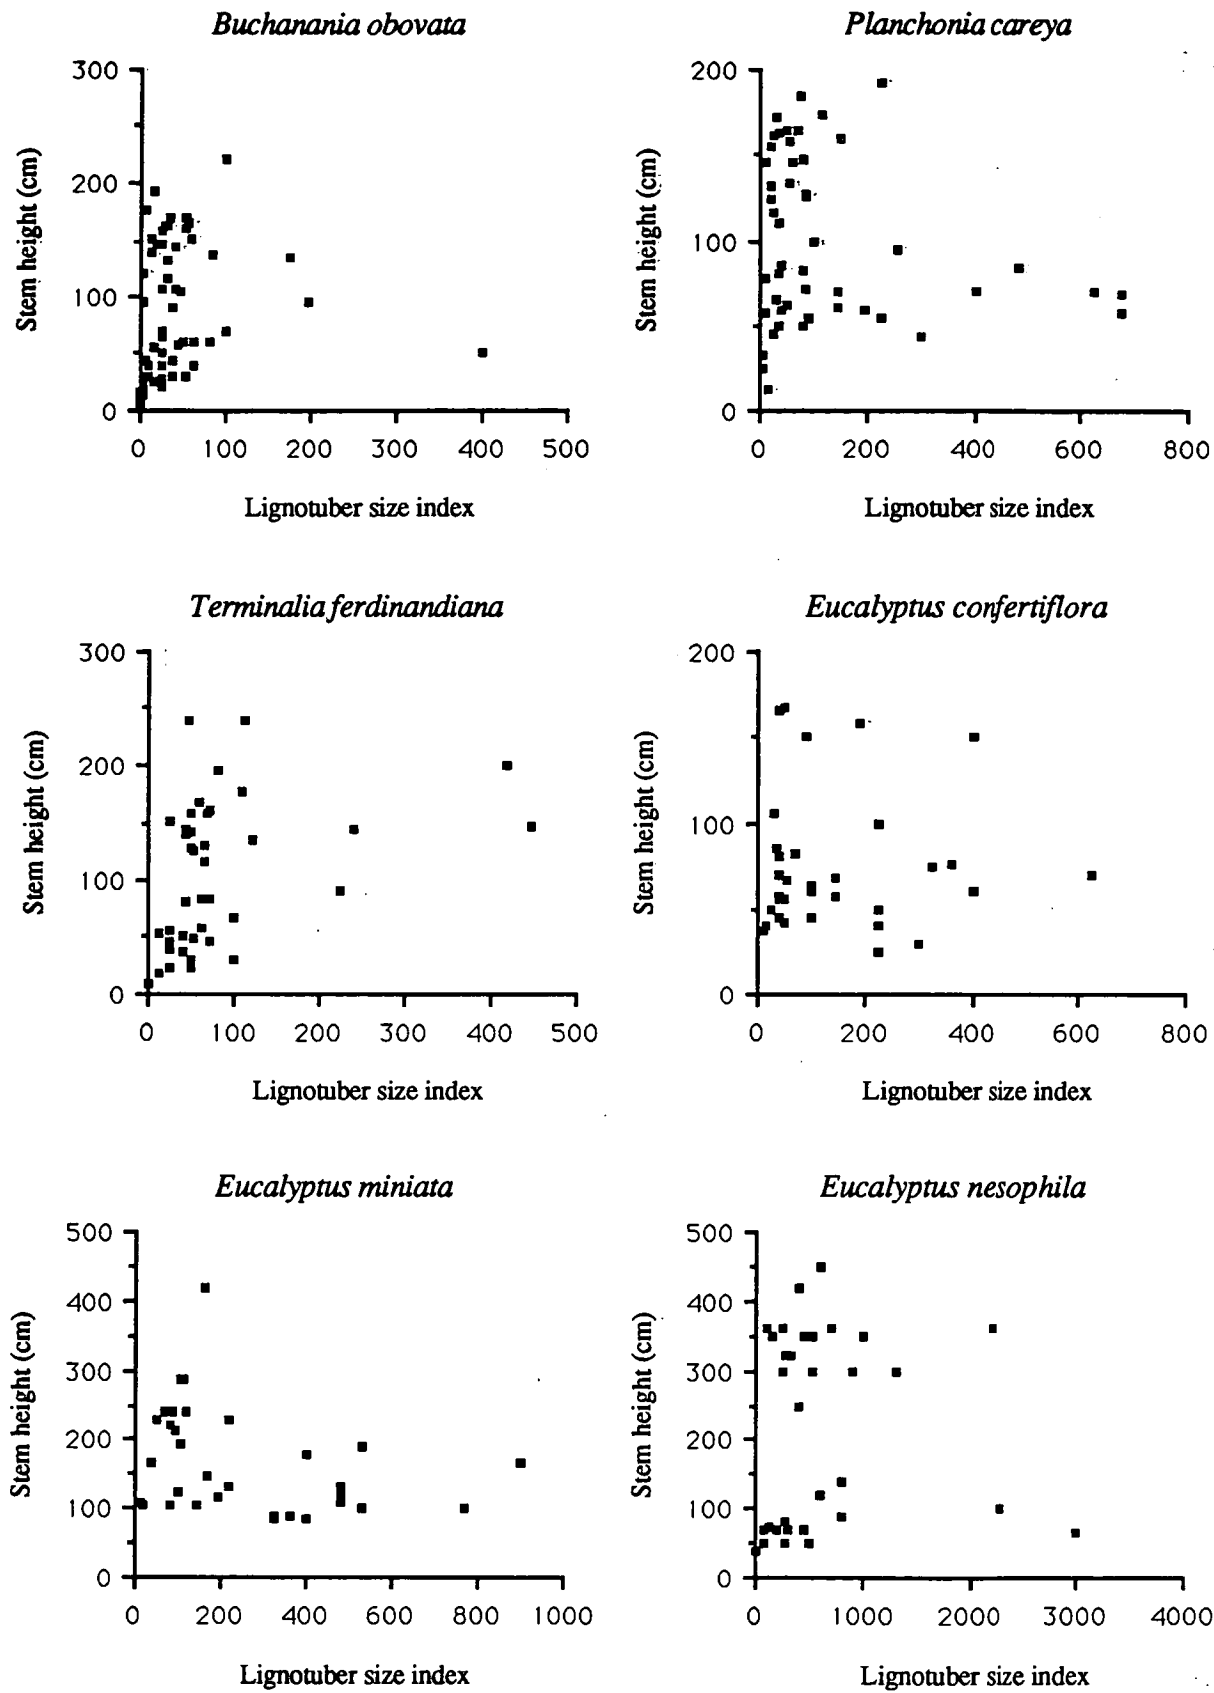 Buchanania obovata
300
200
100
0
Stem height (cm)
0 100 200 300 400 500
Lignotuber size index
Planchonia careya
200
100
0
Stem height (cm)
0 200 400 600 800
Lignotuber size index
Terminalia ferdinandiana
300
200
100
0
Stem height (cm)
0 100 200 300 400 500
Lignotuber size index
Eucalyptus confertiflora
200
100
0
Stem height (cm)
0 200 400 600 800
Lignotuber size index
Eucalyptus miniata
500
400
300
200
100
0
Stem height (cm)
0 200 400 600 800 1000
Lignotuber size index
Eucalyptus nesophila
500
400
300
200
100
0
Stem height (cm)
0 1000 2000 3000 4000
Lignotuber size index